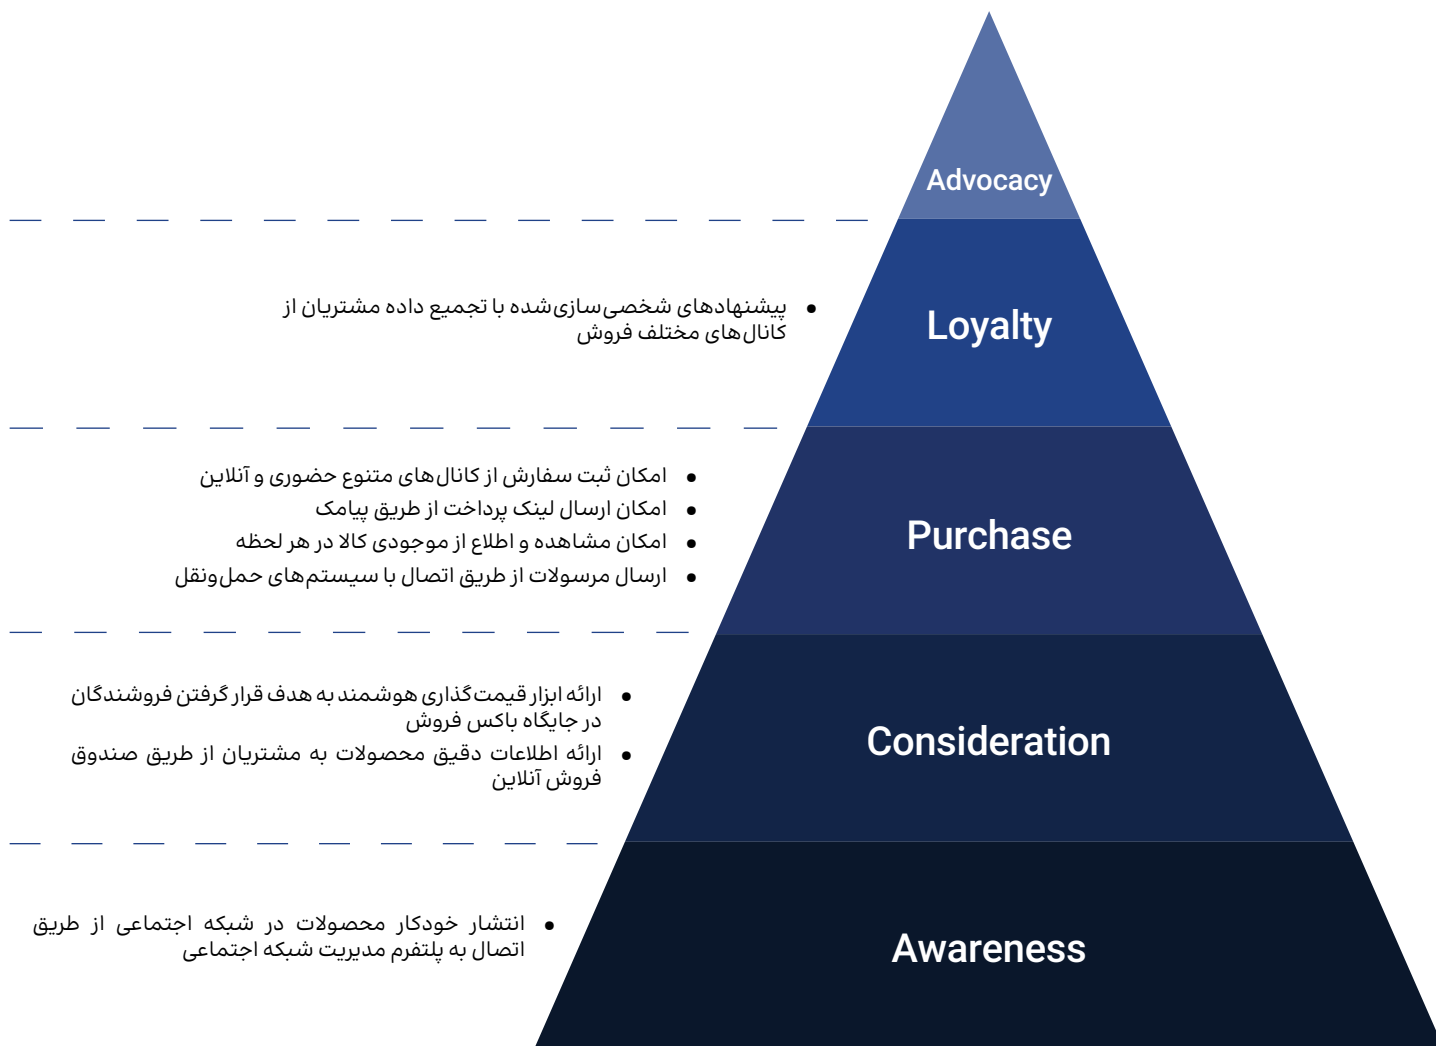 Advocacy
Loyalty
• پیشنهادهای شخصی‌سازی‌شده با تجمیع داده مشتریان از
کانال‌های مختلف فروش
Purchase
• امکان ثبت سفارش از کانال‌های متنوع حضوری و آنلاین
• امکان ارسال لینک پرداخت از طریق پیامک
• امکان مشاهده و اطلاع از موجودی کالا در هر لحظه
• ارسال مرسولات از طریق اتصال با سیستم‌های حمل‌ونقل
Consideration
• ارائه ابزار قیمت‌گذاری هوشمند به هدف قرار گرفتن فروشندگان
در جایگاه باکس فروش
• ارائه اطلاعات دقیق محصولات به مشتریان از طریق صندوق
فروش آنلاین
Awareness
• انتشار خودکار محصولات در شبکه اجتماعی از طریق
اتصال به پلتفرم مدیریت شبکه اجتماعی